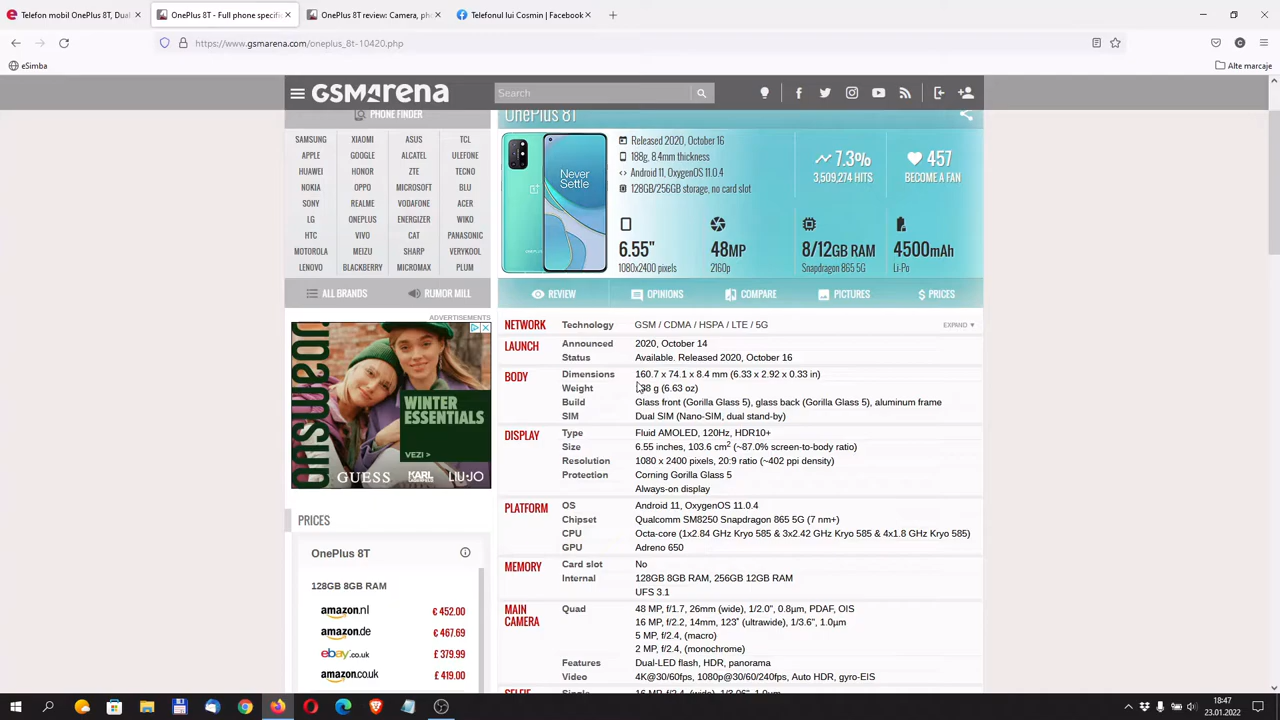 Telefon mobil OnePlus 8T, Dual
OnePlus 8T - Full phone specific
OnePlus 8T review: Camera, pho
Telefonul lui Cosmin | Facebook
https://www.gsmarena.com/oneplus_8t-10420.php
eSimba
Alte marcaje
GSMArena
Search
PHONE FINDER
OnePlus 8T
SAMSUNG XIAOMI ASUS TCL
APPLE GOOGLE ALCATEL ULEFONE
HUAWEI HONOR ZTE TECNO
NOKIA OPPO MICROSOFT BLU
SONY REALME VODAFONE ACER
LG ONEPLUS ENERGIZER WIKO
HTC VIVO CAT PANASONIC
MOTOROLA MEIZU SHARP VERYKOOL
LENOVO BLACKBERRY MICROMAX PLUM
ALL BRANDS RUMOR MILL
Never
Settle
Released 2020, October 16
188g, 8.4mm thickness
Android 11, OxygenOS 11.0.4
128GB/256GB storage, no card slot
7.3%
3,509,274 HITS
457
BECOME A FAN
6.55"
1080x2400 pixels
48MP
2160p
8/12GB RAM
Snapdragon 865 5G
4500mAh
Li-Po
REVIEW OPINIONS COMPARE PICTURES PRICES
ADVERTISEMENTS
answear
WINTER
ESSENTIALS
VEZI >
GUESS KARL LAGERFELD LIU·JO
NETWORK Technology GSM / CDMA / HSPA / LTE / 5G EXPAND ▼
LAUNCH Announced 2020, October 14
Status Available. Released 2020, October 16
BODY Dimensions 160.7 x 74.1 x 8.4 mm (6.33 x 2.92 x 0.33 in)
Weight 188 g (6.63 oz)
Build Glass front (Gorilla Glass 5), glass back (Gorilla Glass 5), aluminum frame
SIM Dual SIM (Nano-SIM, dual stand-by)
DISPLAY Type Fluid AMOLED, 120Hz, HDR10+
Size 6.55 inches, 103.6 cm2 (~87.0% screen-to-body ratio)
Resolution 1080 x 2400 pixels, 20:9 ratio (~402 ppi density)
Protection Corning Gorilla Glass 5
Always-on display
PLATFORM OS Android 11, OxygenOS 11.0.4
Chipset Qualcomm SM8250 Snapdragon 865 5G (7 nm+)
CPU Octa-core (1x2.84 GHz Kryo 585 & 3x2.42 GHz Kryo 585 & 4x1.8 GHz Kryo 585)
GPU Adreno 650
MEMORY Card slot No
Internal 128GB 8GB RAM, 256GB 12GB RAM
UFS 3.1
MAIN CAMERA Quad 48 MP, f/1.7, 26mm (wide), 1/2.0", 0.8µm, PDAF, OIS
16 MP, f/2.2, 14mm, 123˚ (ultrawide), 1/3.6", 1.0µm
5 MP, f/2.4, (macro)
2 MP, f/2.4, (monochrome)
Features Dual-LED flash, HDR, panorama
Video 4K@30/60fps, 1080p@30/60/240fps, Auto HDR, gyro-EIS
SELFIE Single 16 MP, f/2.4, (wide), 1/3.06", 1.0µm
PRICES
OnePlus 8T
128GB 8GB RAM
amazon.nl € 452.00
amazon.de € 467.69
ebay.co.uk £ 379.99
amazon.co.uk £ 419.00
18:47
23.01.2022